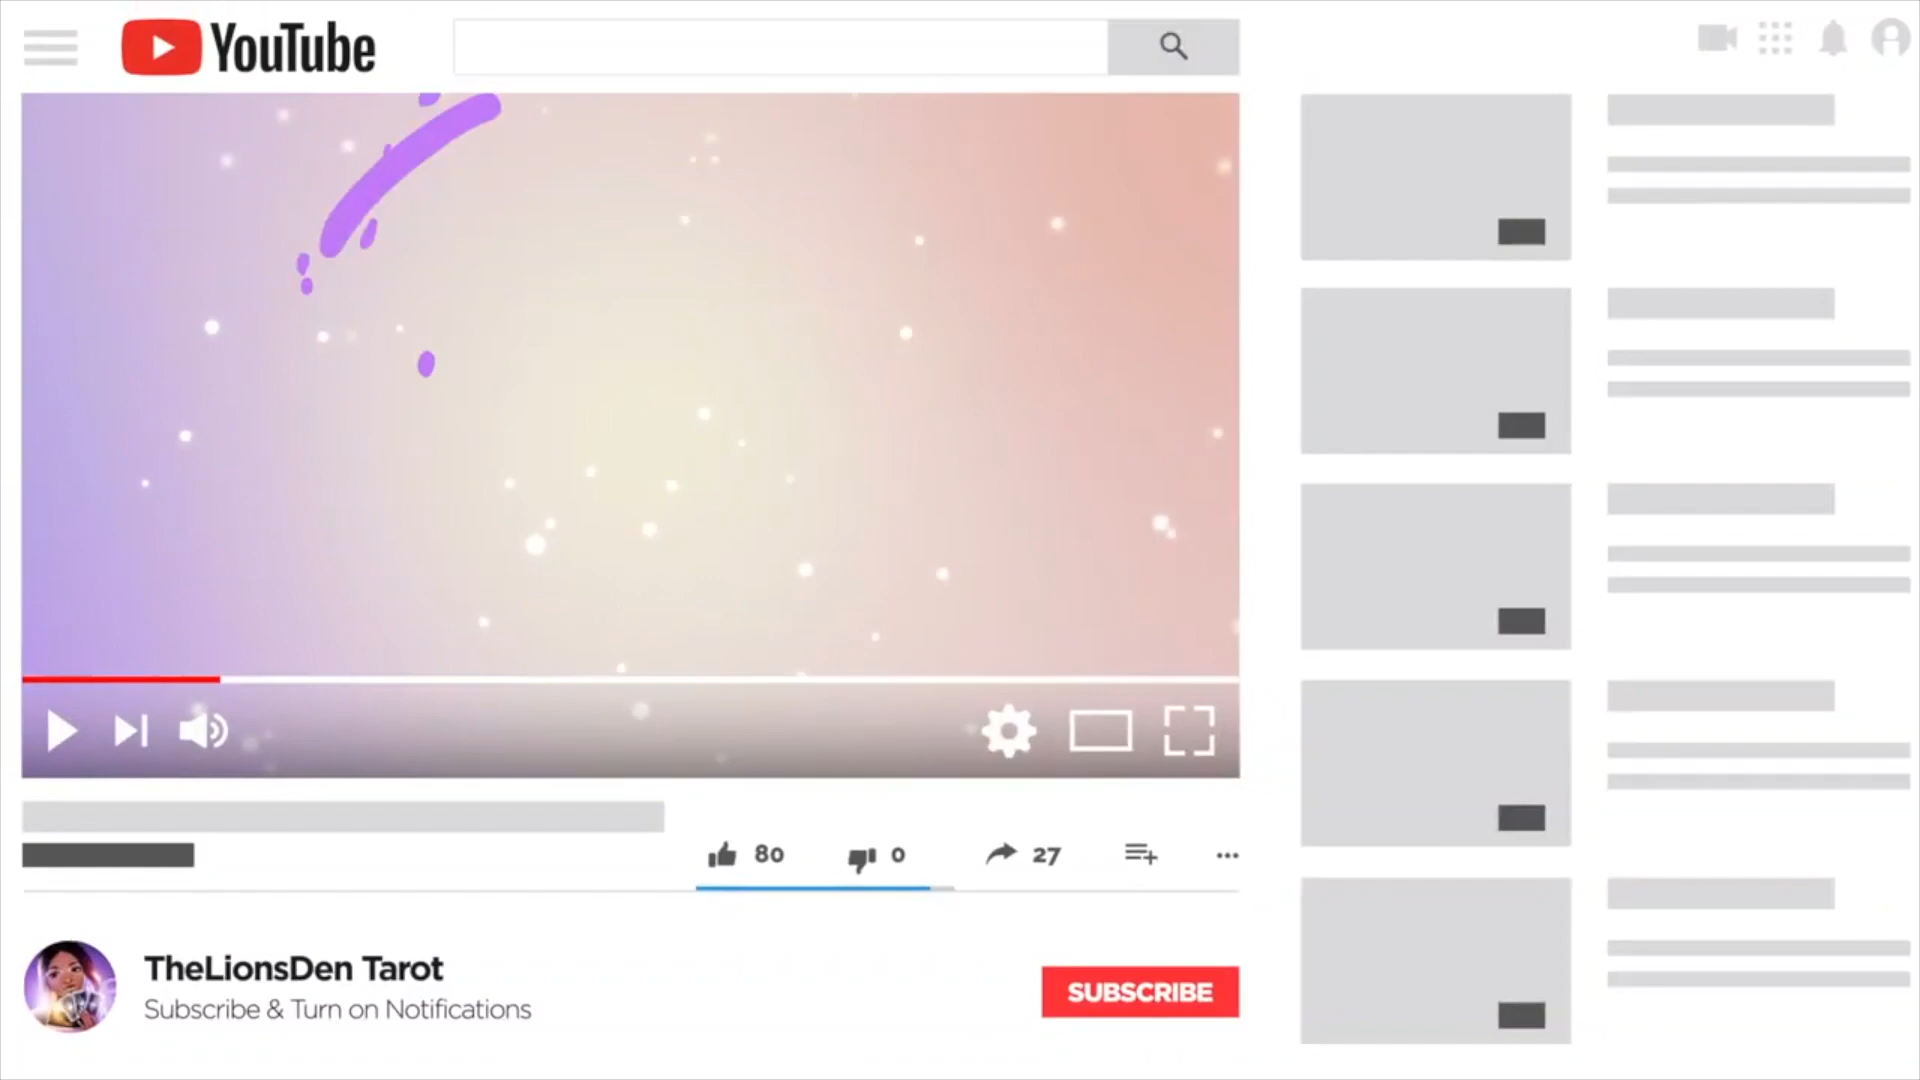 YouTube
80
0
27
TheLionsDen Tarot
Subscribe & Turn on Notifications
SUBSCRIBE